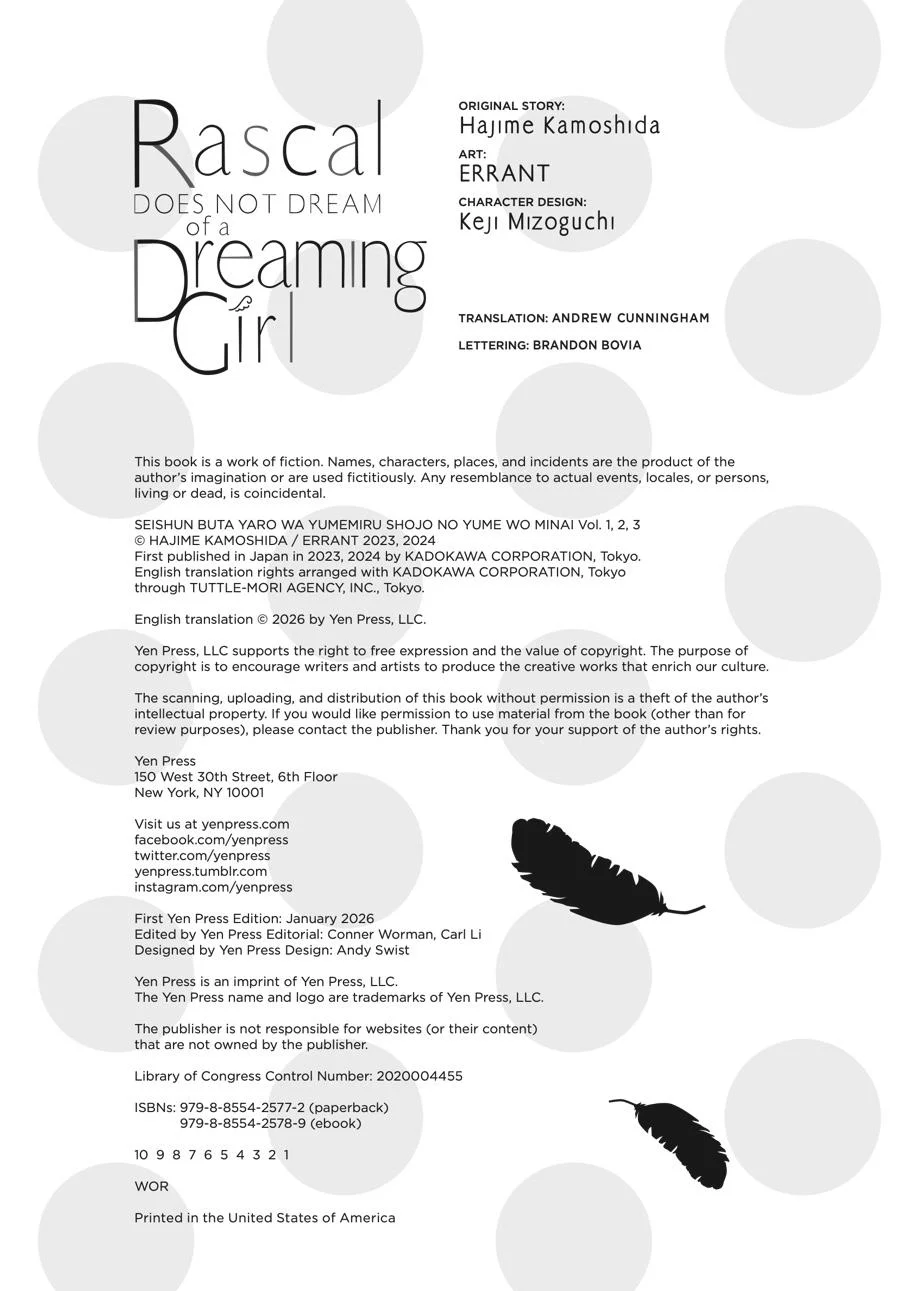 Rascal
DOES NOT DREAM
of a
Dreaming
Girl
ORIGINAL STORY:
Hajime Kamoshida
ART:
ERRANT
CHARACTER DESIGN:
Keji Mizoguchi
TRANSLATION: ANDREW CUNNINGHAM
LETTERING: BRANDON BOVIA
This book is a work of fiction. Names, characters, places, and incidents are the product of the
author's imagination or are used fictitiously. Any resemblance to actual events, locales, or persons,
living or dead, is coincidental.
SEISHUN BUTA YARO WA YUMEMIRU SHOJO NO YUME WO MINAI Vol. 1, 2, 3
© HAJIME KAMOSHIDA / ERRANT 2023, 2024
First published in Japan in 2023, 2024 by KADOKAWA CORPORATION, Tokyo.
English translation rights arranged with KADOKAWA CORPORATION, Tokyo
through TUTTLE-MORI AGENCY, INC., Tokyo.
English translation © 2026 by Yen Press, LLC.
Yen Press, LLC supports the right to free expression and the value of copyright. The purpose of
copyright is to encourage writers and artists to produce the creative works that enrich our culture.
The scanning, uploading, and distribution of this book without permission is a theft of the author's
intellectual property. If you would like permission to use material from the book (other than for
review purposes), please contact the publisher. Thank you for your support of the author's rights.
Yen Press
150 West 30th Street, 6th Floor
New York, NY 10001
Visit us at yenpress.com
facebook.com/yenpress
twitter.com/yenpress
yenpress.tumblr.com
instagram.com/yenpress
First Yen Press Edition: January 2026
Edited by Yen Press Editorial: Conner Worman, Carl Li
Designed by Yen Press Design: Andy Swist
Yen Press is an imprint of Yen Press, LLC.
The Yen Press name and logo are trademarks of Yen Press, LLC.
The publisher is not responsible for websites (or their content)
that are not owned by the publisher.
Library of Congress Control Number: 2020004455
ISBNs: 979-8-8554-2577-2 (paperback)
979-8-8554-2578-9 (ebook)
10 9 8 7 6 5 4 3 2 1
WOR
Printed in the United States of America